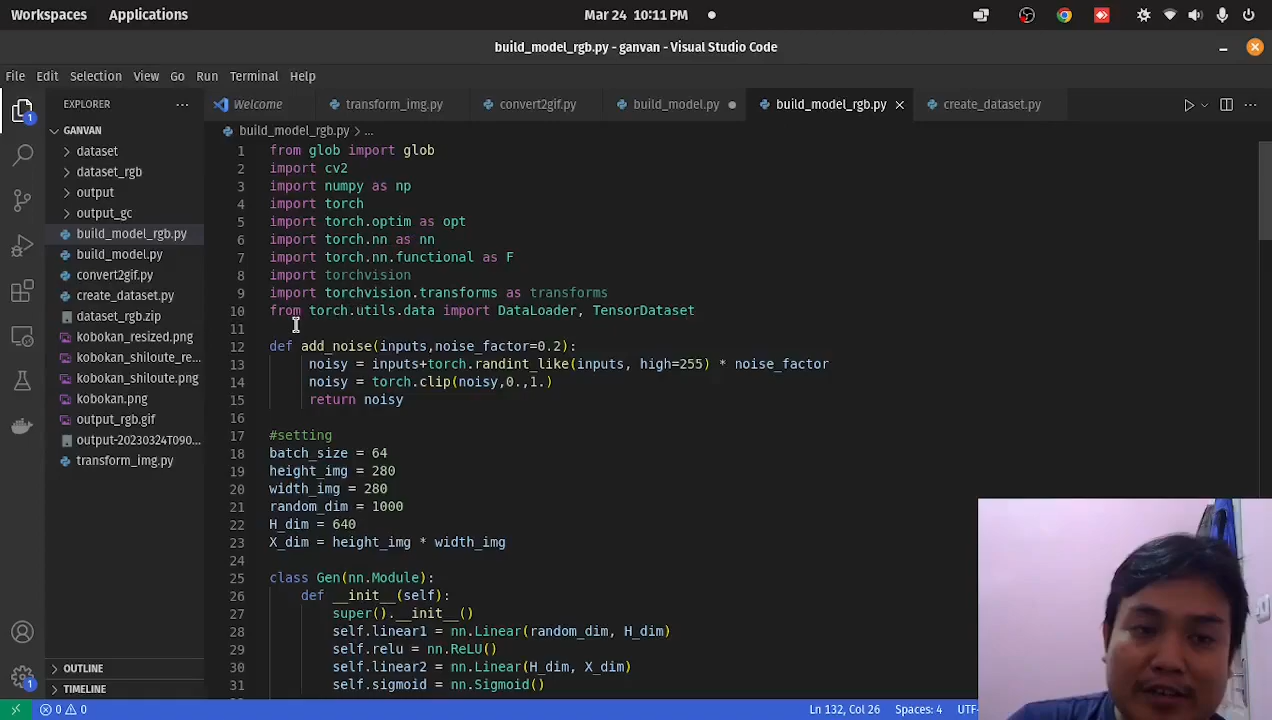 Workspaces Applications Mar 24 10:11 PM
build_model_rgb.py - ganvan - Visual Studio Code
File Edit Selection View Go Run Terminal Help
EXPLORER
Welcome transform_img.py convert2gif.py build_model.py build_model_rgb.py create_dataset.py
GANVAN
dataset
dataset_rgb
output
output_gc
build_model_rgb.py
build_model.py
convert2gif.py
create_dataset.py
dataset_rgb.zip
kobokan_resized.png
kobokan_shiloute_re...
kobokan_shiloute.png
kobokan.png
output_rgb.gif
output-20230324T090...
transform_img.py
OUTLINE
TIMELINE
1
1
build_model_rgb.py > ...
1 from glob import glob
2 import cv2
3 import numpy as np
4 import torch
5 import torch.optim as opt
6 import torch.nn as nn
7 import torch.nn.functional as F
8 import torchvision
9 import torchvision.transforms as transforms
10 from torch.utils.data import DataLoader, TensorDataset
11
12 def add_noise(inputs,noise_factor=0.2):
13 noisy = inputs+torch.randint_like(inputs, high=255) * noise_factor
14 noisy = torch.clip(noisy,0.,1.)
15 return noisy
16
17 #setting
18 batch_size = 64
19 height_img = 280
20 width_img = 280
21 random_dim = 1000
22 H_dim = 640
23 X_dim = height_img * width_img
24
25 class Gen(nn.Module):
26 def __init__(self):
27 super().__init__()
28 self.linear1 = nn.Linear(random_dim, H_dim)
29 self.relu = nn.ReLU()
30 self.linear2 = nn.Linear(H_dim, X_dim)
31 self.sigmoid = nn.Sigmoid()
0 0 Ln 132, Col 26 Spaces: 4 UTF-